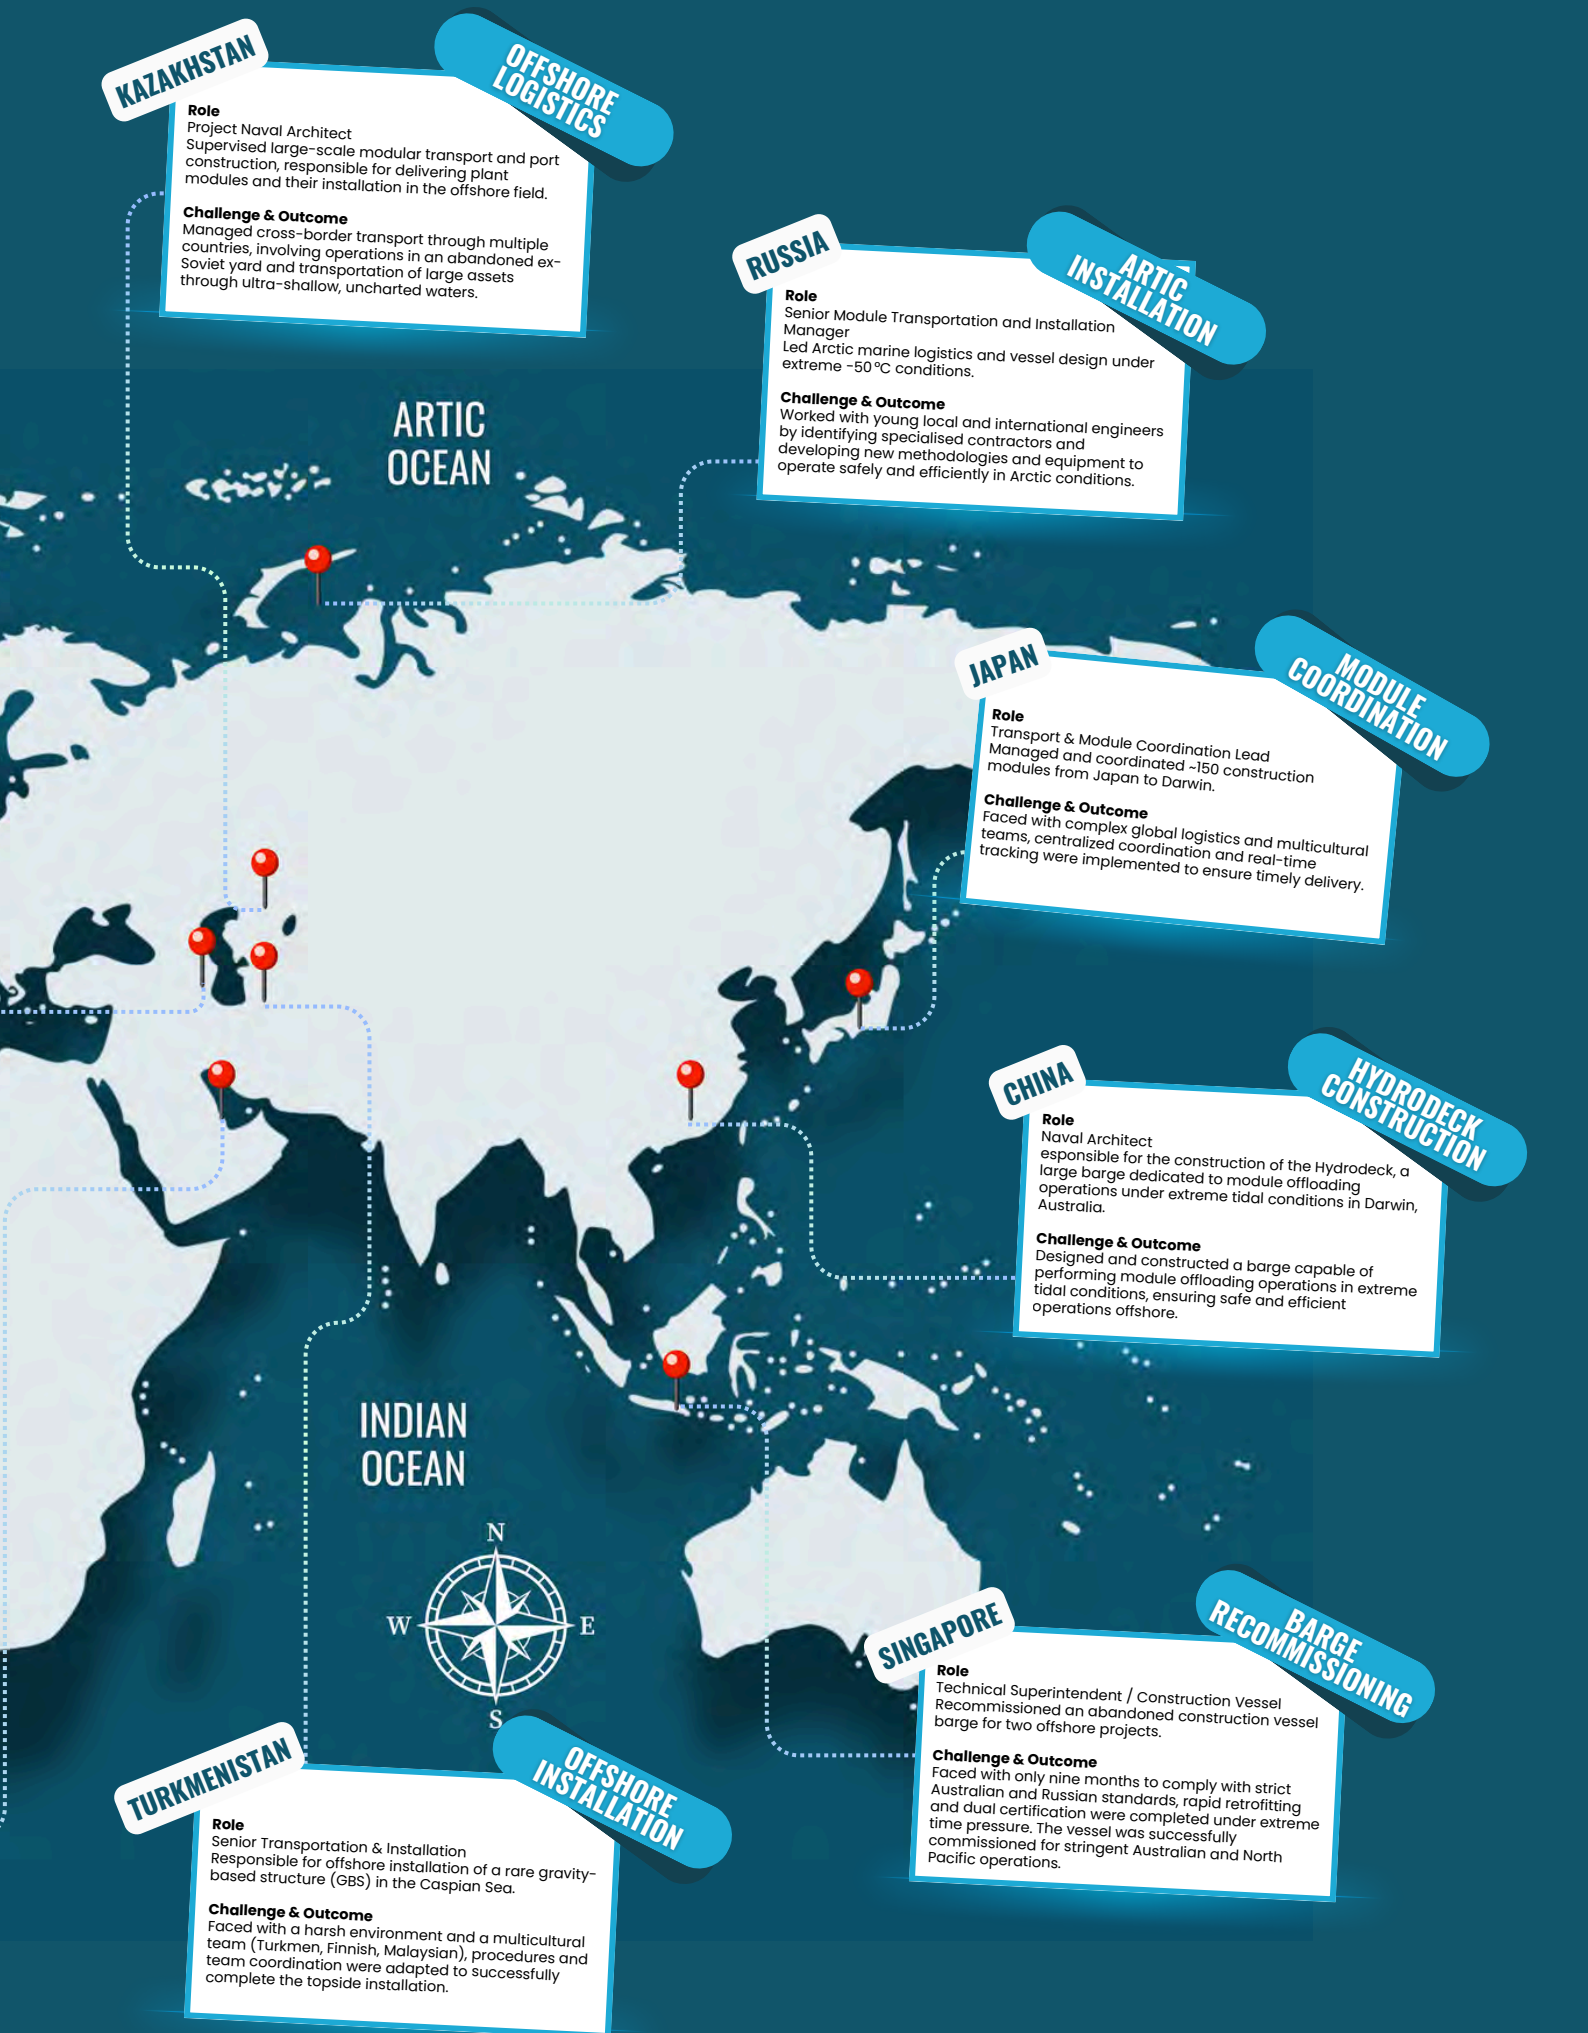 KAZAKHSTAN
OFFSHORE
LOGISTICS
Role
Project Naval Architect
Supervised large-scale modular transport and port
construction, responsible for delivering plant
modules and their installation in the offshore field.
Challenge & Outcome
Managed cross-border transport through multiple
countries, involving operations in an abandoned ex-
Soviet yard and transportation of large assets
through ultra-shallow, uncharted waters.
RUSSIA
ARTIC
INSTALLATION
Role
Senior Module Transportation and Installation
Manager
Led Arctic marine logistics and vessel design under
extreme -50°C conditions.
Challenge & Outcome
Worked with young local and international engineers
by identifying specialised contractors and
developing new methodologies and equipment to
operate safely and efficiently in Arctic conditions.
ARTIC
OCEAN
JAPAN
MODULE
COORDINATION
Role
Transport & Module Coordination Lead
Managed and coordinated ~150 construction
modules from Japan to Darwin.
Challenge & Outcome
Faced with complex global logistics and multicultural
teams, centralized coordination and real-time
tracking were implemented to ensure timely delivery.
CHINA
HYDRODECK
CONSTRUCTION
Role
Naval Architect
esponsible for the construction of the Hydrodeck, a
large barge dedicated to module offloading
operations under extreme tidal conditions in Darwin,
Australia.
Challenge & Outcome
Designed and constructed a barge capable of
performing module offloading operations in extreme
tidal conditions, ensuring safe and efficient
operations offshore.
INDIAN
OCEAN
N
W
E
S
SINGAPORE
BARGE
RECOMMISSIONING
Role
Technical Superintendent / Construction Vessel
Recommissioned an abandoned construction vessel
barge for two offshore projects.
Challenge & Outcome
Faced with only nine months to comply with strict
Australian and Russian standards, rapid retrofitting
and dual certification were completed under extreme
time pressure. The vessel was successfully
commissioned for stringent Australian and North
Pacific operations.
TURKMENISTAN
OFFSHORE
INSTALLATION
Role
Senior Transportation & Installation
Responsible for offshore installation of a rare gravity-
based structure (GBS) in the Caspian Sea.
Challenge & Outcome
Faced with a harsh environment and a multicultural
team (Turkmen, Finnish, Malaysian), procedures and
team coordination were adapted to successfully
complete the topside installation.